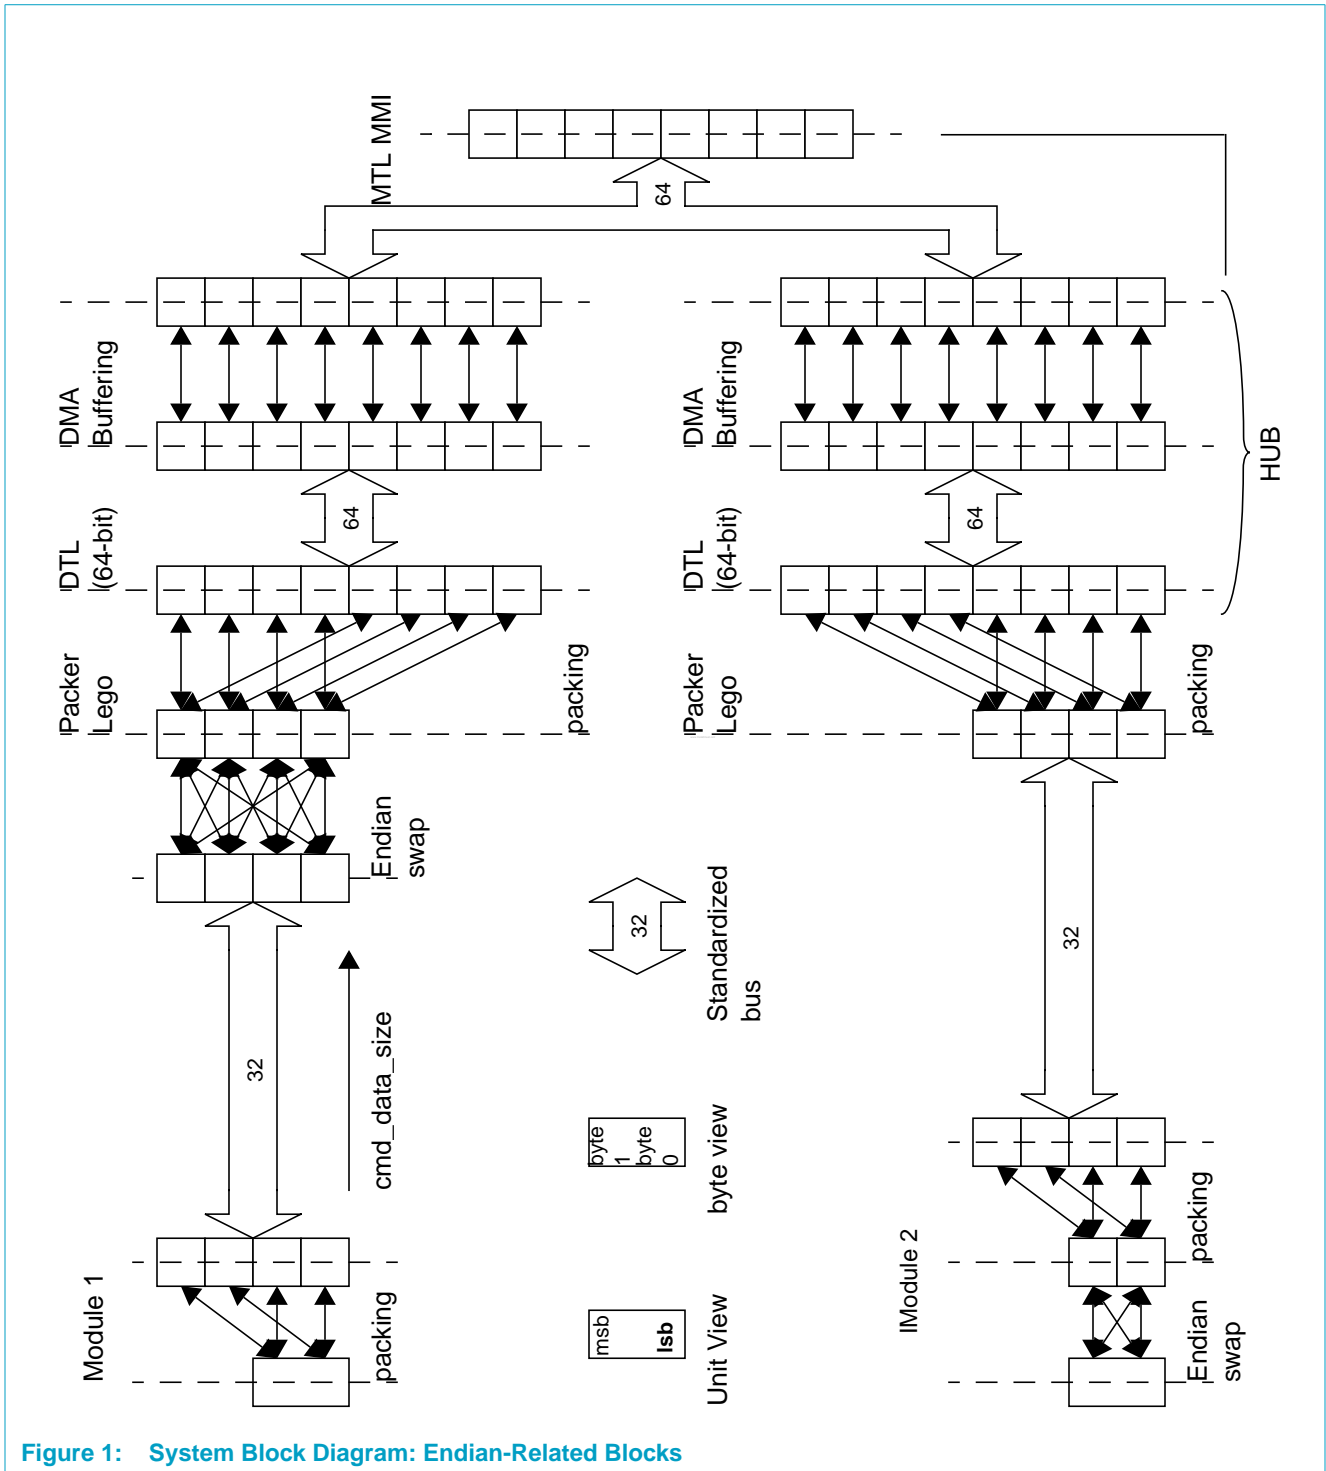 MTL MMI
64
DMA
Buffering
DMA
Buffering
HUB
64
64
DTL
(64-bit)
DTL
(64-bit)
Packer
Lego
packing
Packer
Lego
packing
Endian
swap
32
cmd_data_size
32
Standardized
bus
32
byte
1
byte
0
byte view
Module 1
packing
msb
lsb
Unit View
IModule 2
packing
Endian
swap
Figure 1: System Block Diagram: Endian-Related Blocks